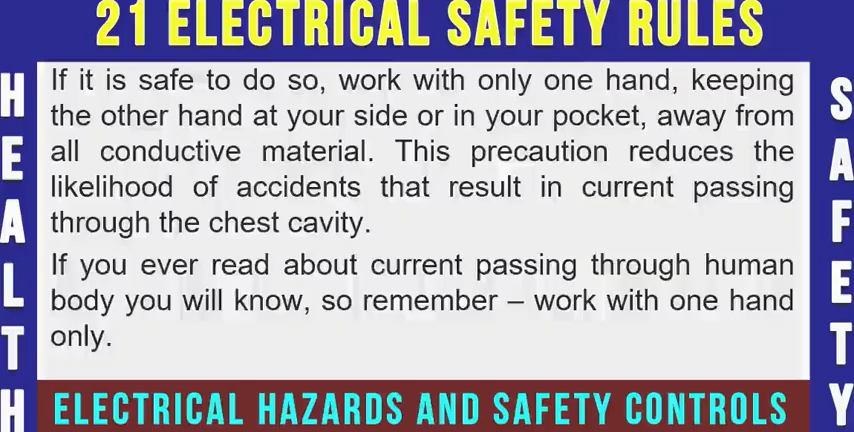 21 ELECTRICAL SAFETY RULES
HEALTH
If it is safe to do so, work with only one hand, keeping
the other hand at your side or in your pocket, away from
all conductive material. This precaution reduces the
likelihood of accidents that result in current passing
through the chest cavity.
If you ever read about current passing through human
body you will know, so remember – work with one hand
only.
SAFETY
ELECTRICAL HAZARDS AND SAFETY CONTROLS